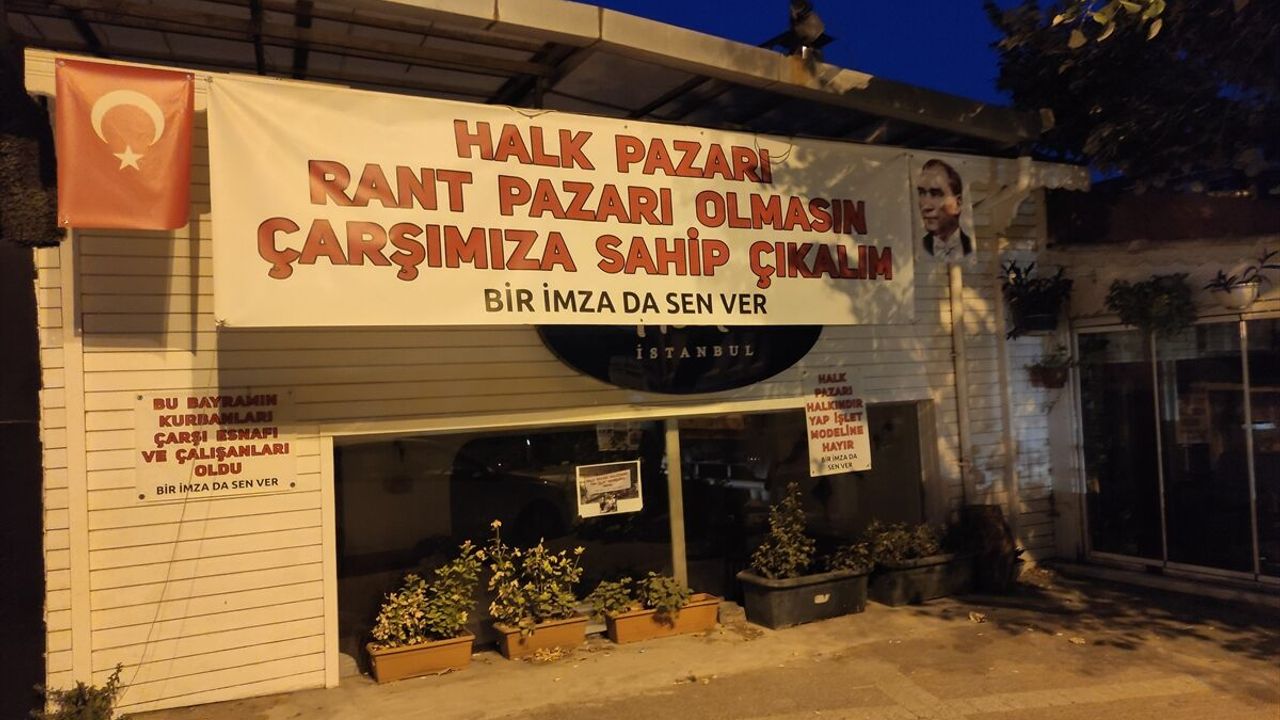 HALK PAZARI
RANT PAZARI OLMASIN
ÇARŞIMIZA SAHİP ÇIKALIM
BİR İMZA DA SEN VER
İSTANBUL
BU BAYRAMIN
KURBANLARI
ÇARŞI ESNAFI
VE ÇALIŞANLARI
OLDU
BİR İMZA DA SEN VER
HALK
PAZARI
HALKINDIR
YAP İŞLET
MODELİNE
HAYIR
BİR İMZA DA
SEN VER